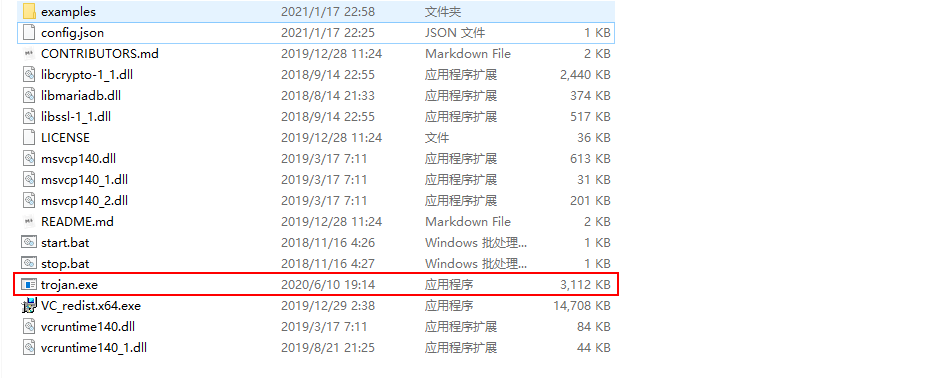 examples 2021/1/17 22:58 文件夹
config.json 2021/1/17 22:25 JSON 文件 1 KB
CONTRIBUTORS.md 2019/12/28 11:24 Markdown File 2 KB
libcrypto-1_1.dll 2018/9/14 22:55 应用程序扩展 2,440 KB
libmariadb.dll 2018/8/14 21:33 应用程序扩展 374 KB
libssl-1_1.dll 2018/9/14 22:55 应用程序扩展 517 KB
LICENSE 2019/12/28 11:24 文件 36 KB
msvcp140.dll 2019/3/17 7:11 应用程序扩展 613 KB
msvcp140_1.dll 2019/3/17 7:11 应用程序扩展 31 KB
msvcp140_2.dll 2019/3/17 7:11 应用程序扩展 201 KB
README.md 2019/12/28 11:24 Markdown File 2 KB
start.bat 2018/11/16 4:26 Windows 批处理... 1 KB
stop.bat 2018/11/16 4:27 Windows 批处理... 1 KB
trojan.exe 2020/6/10 19:14 应用程序 3,112 KB
VC_redist.x64.exe 2019/12/29 2:38 应用程序 14,708 KB
vcruntime140.dll 2019/3/17 7:11 应用程序扩展 84 KB
vcruntime140_1.dll 2019/8/21 21:25 应用程序扩展 44 KB